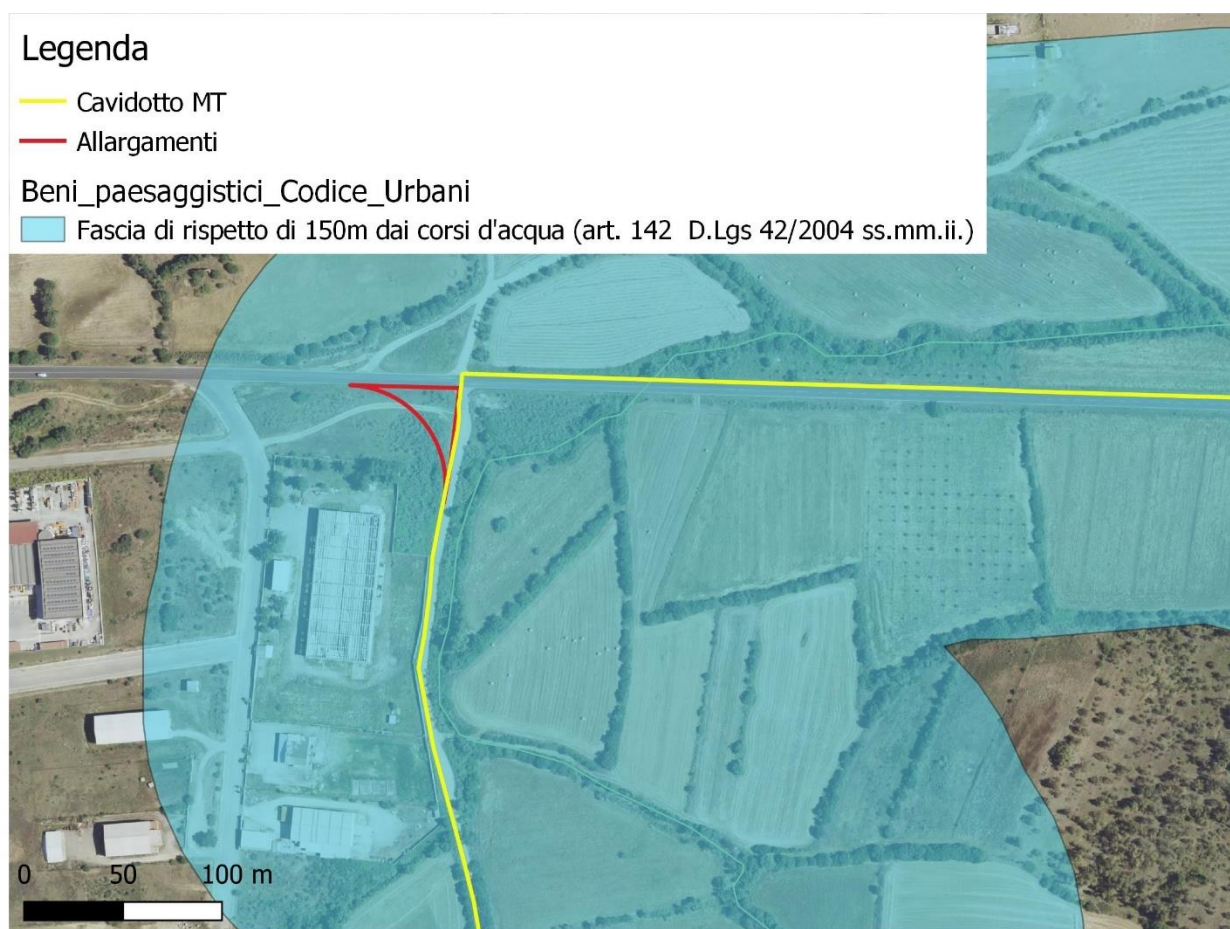 Legenda
Cavidotto MT
Allargamenti
Beni_paesaggistici_Codice_Urbani
Fascia di rispetto di 150m dai corsi d'acqua (art. 142 D.Lgs 42/2004 ss.mm.ii.)
0 50 100 m